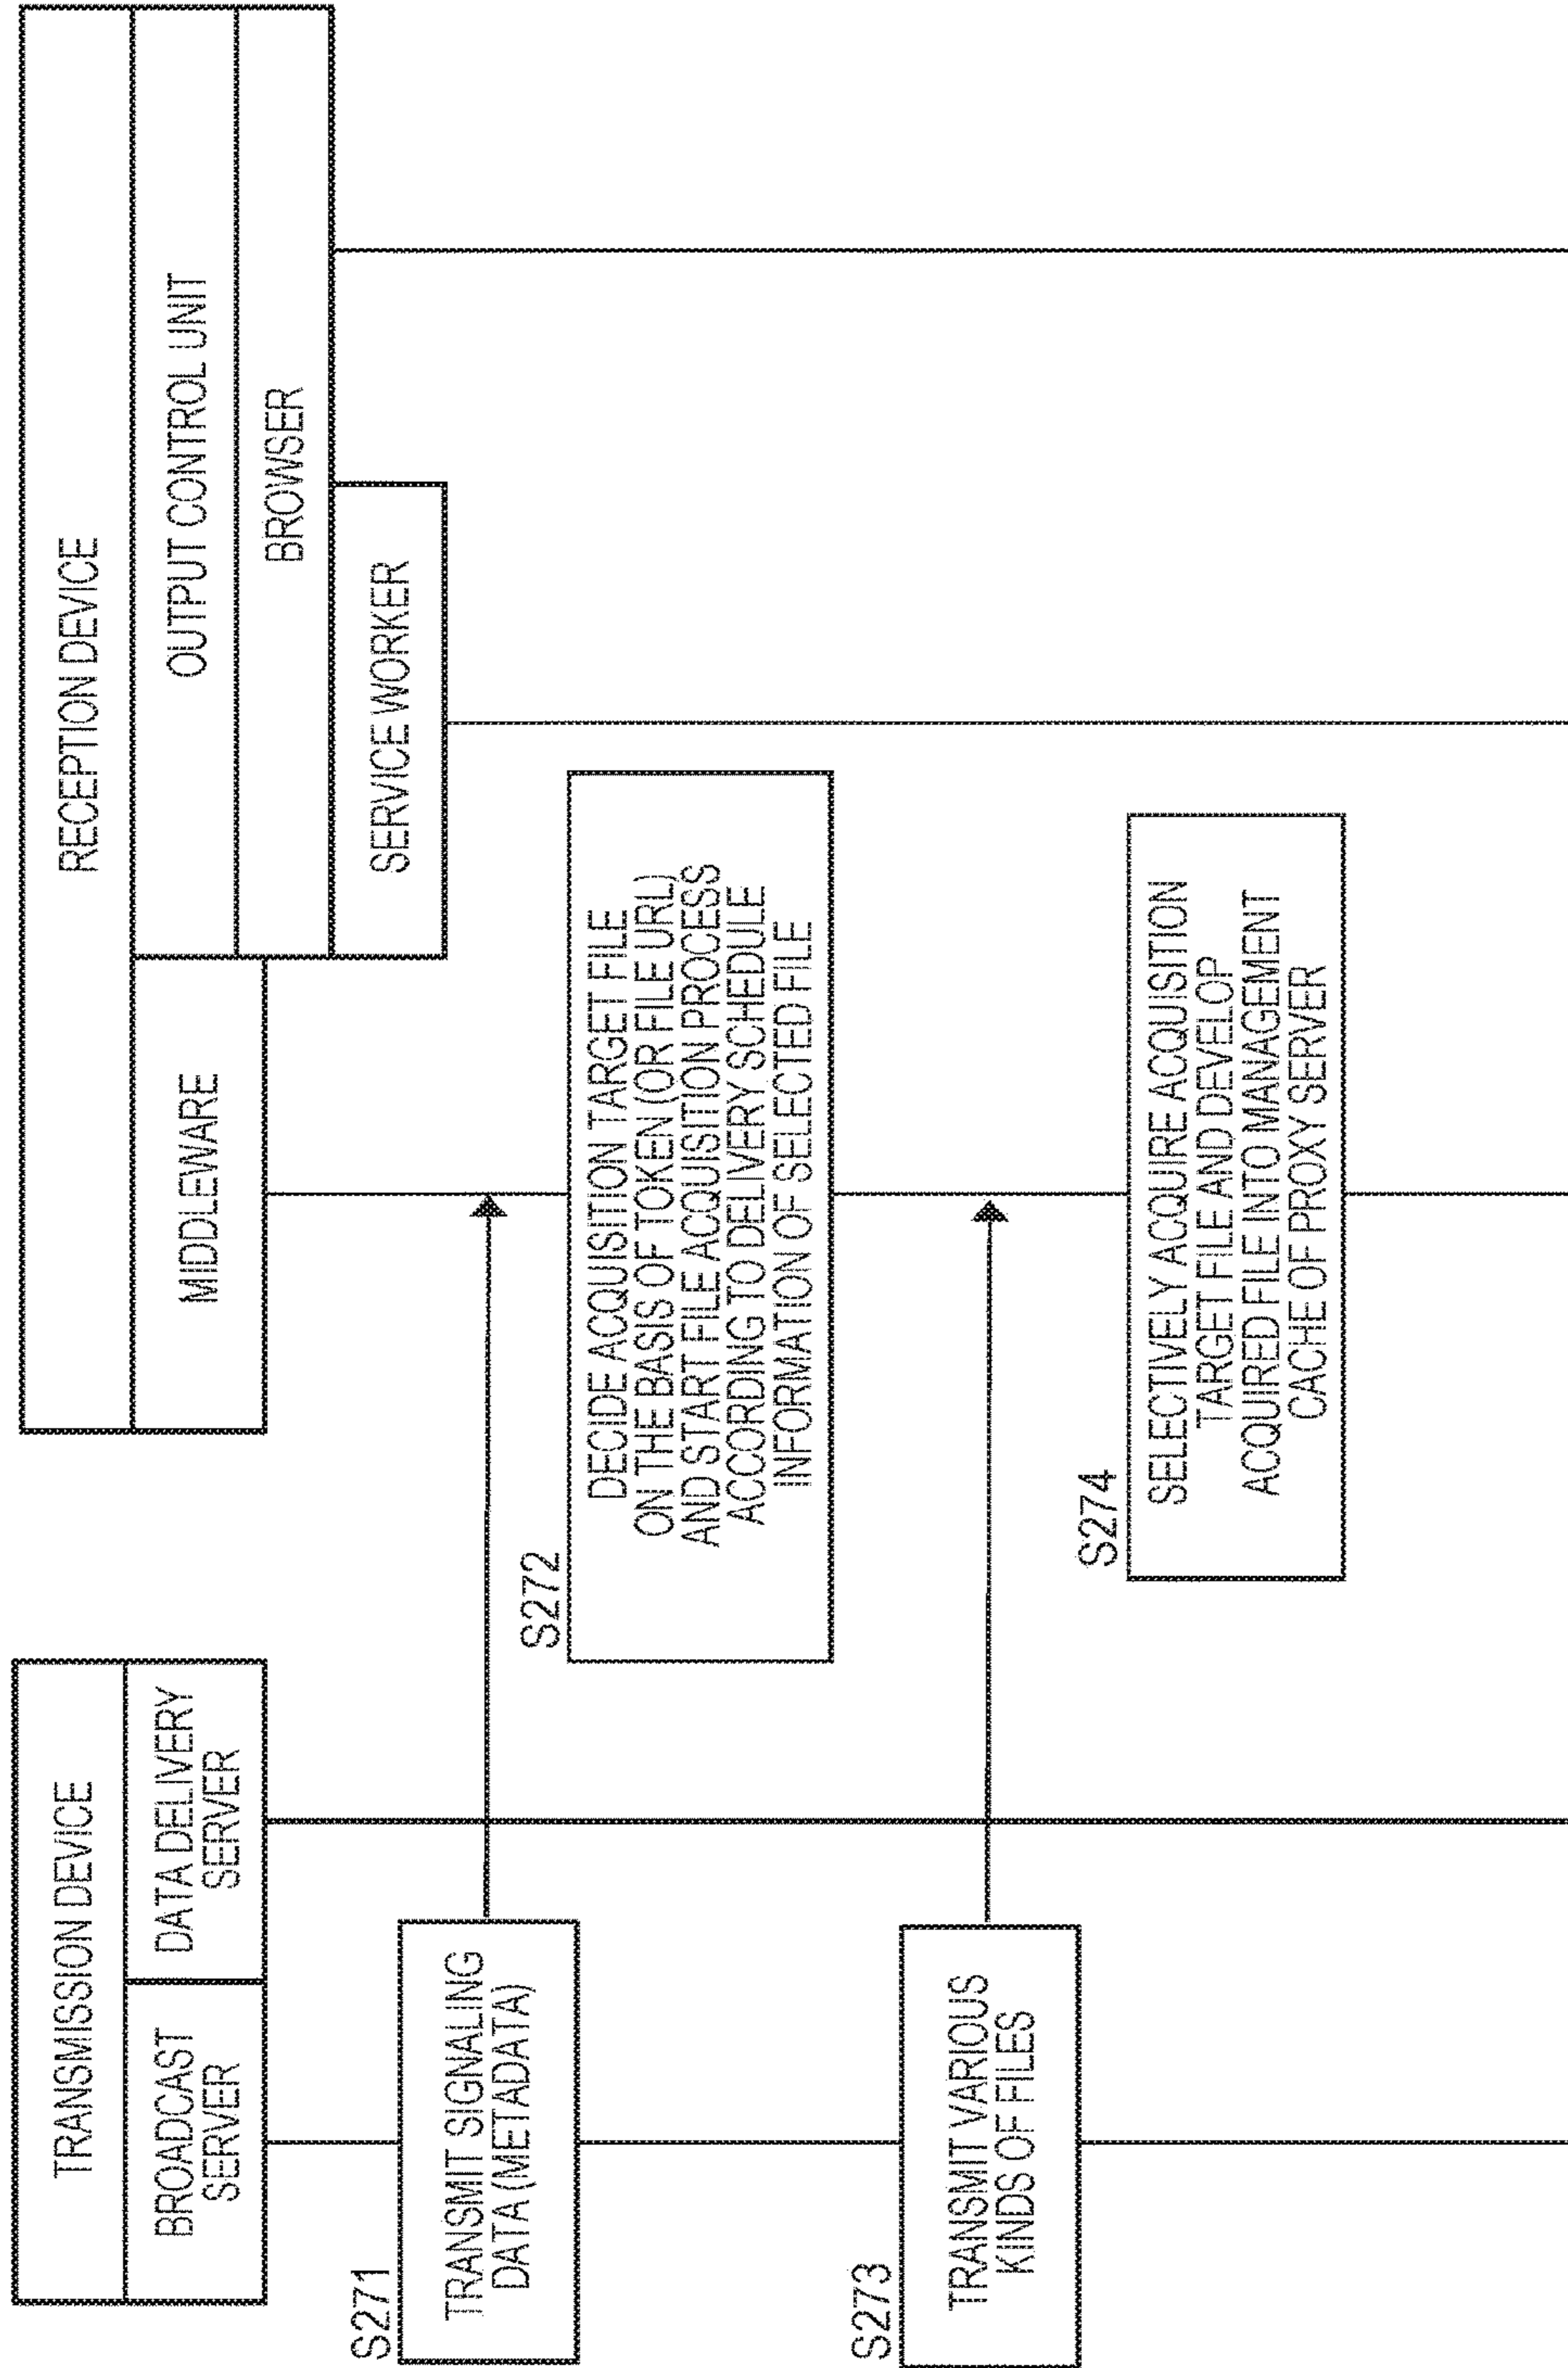 TRANSMISSION DEVICE
BROADCAST
SERVER
DATA DELIVERY
SERVER
RECEPTION DEVICE
MIDDLEWARE
OUTPUT CONTROL UNIT
BROWSER
SERVICE WORKER
S271
TRANSMIT SIGNALING
DATA (METADATA)
S272
DECIDE ACQUISITION TARGET FILE
ON THE BASIS OF TOKEN (OR FILE URL)
AND START FILE ACQUISITION PROCESS
ACCORDING TO DELIVERY SCHEDULE
INFORMATION OF SELECTED FILE
S273
TRANSMIT VARIOUS
KINDS OF FILES
S274
SELECTIVELY ACQUIRE ACQUISITION
TARGET FILE AND DEVELOP
ACQUIRED FILE INTO MANAGEMENT
CACHE OF PROXY SERVER